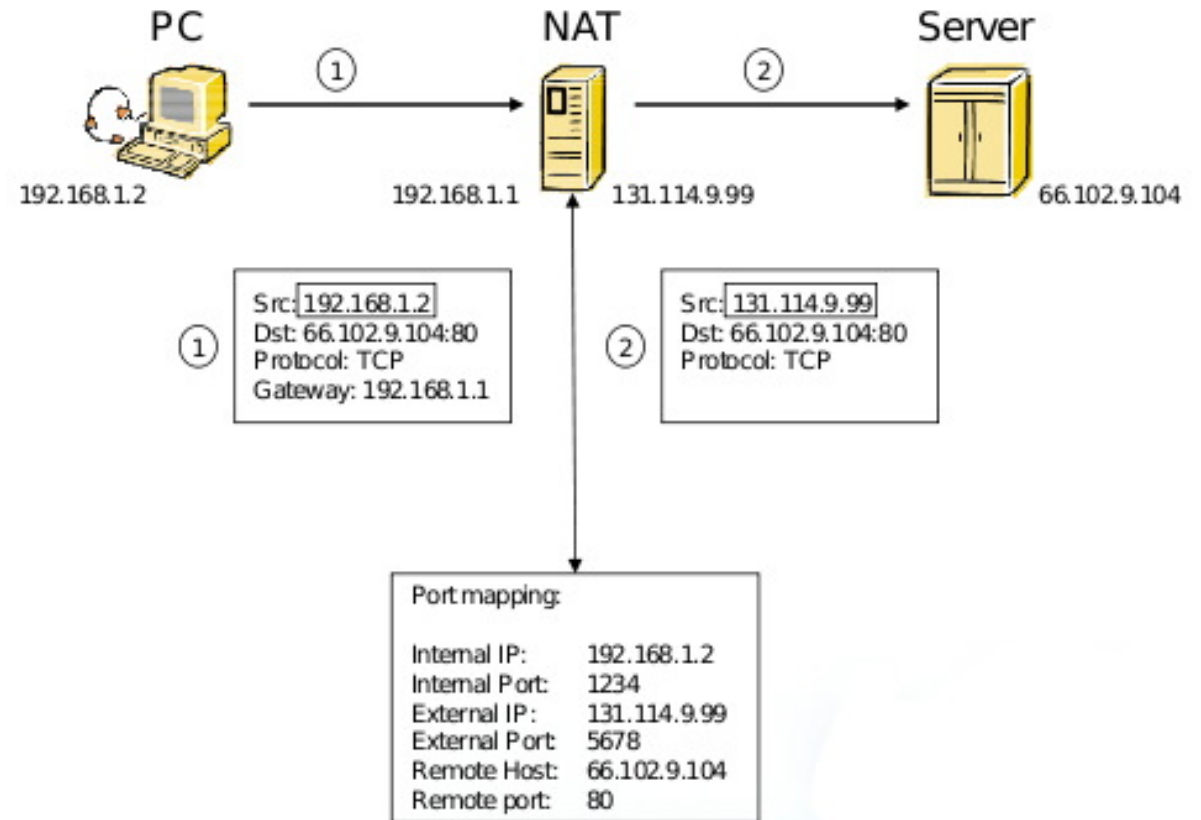 PC
NAT
Server
1
2
192.168.1.2
192.168.1.1
131.114.9.99
66.102.9.104
1
Src: 192.168.1.2
Dst: 66.102.9.104:80
Protocol: TCP
Gateway: 192.168.1.1
2
Src: 131.114.9.99
Dst: 66.102.9.104:80
Protocol: TCP
Port mapping:
Internal IP: 192.168.1.2
Internal Port: 1234
External IP: 131.114.9.99
External Port: 5678
Remote Host: 66.102.9.104
Remote port: 80